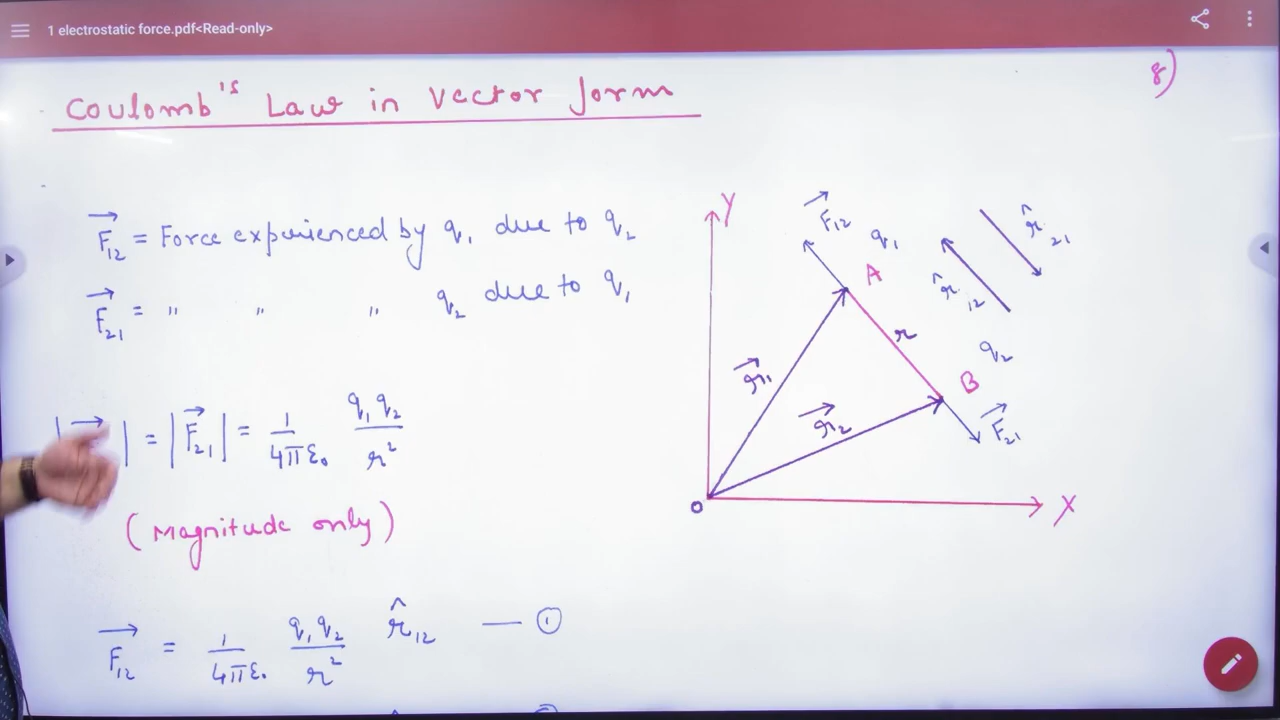 1 electrostatic force.pdf<Read-only>
8)
Coulomb's Law in Vector form
F₁₂ = Force experienced by q₁ due to q₂
F₂₁ = " " " q₂ due to q₁
| | = |F₂₁| = 1/4πε₀ q₁q₂/r²
(Magnitude only)
F₁₂ = 1/4πε₀ q₁q₂/r² r̂₁₂ — ①
Y
F₁₂
q₁
A
r̂₂₁
r̂₁₂
r
q₂
B
r₁
r₂
F₂₁
O
X